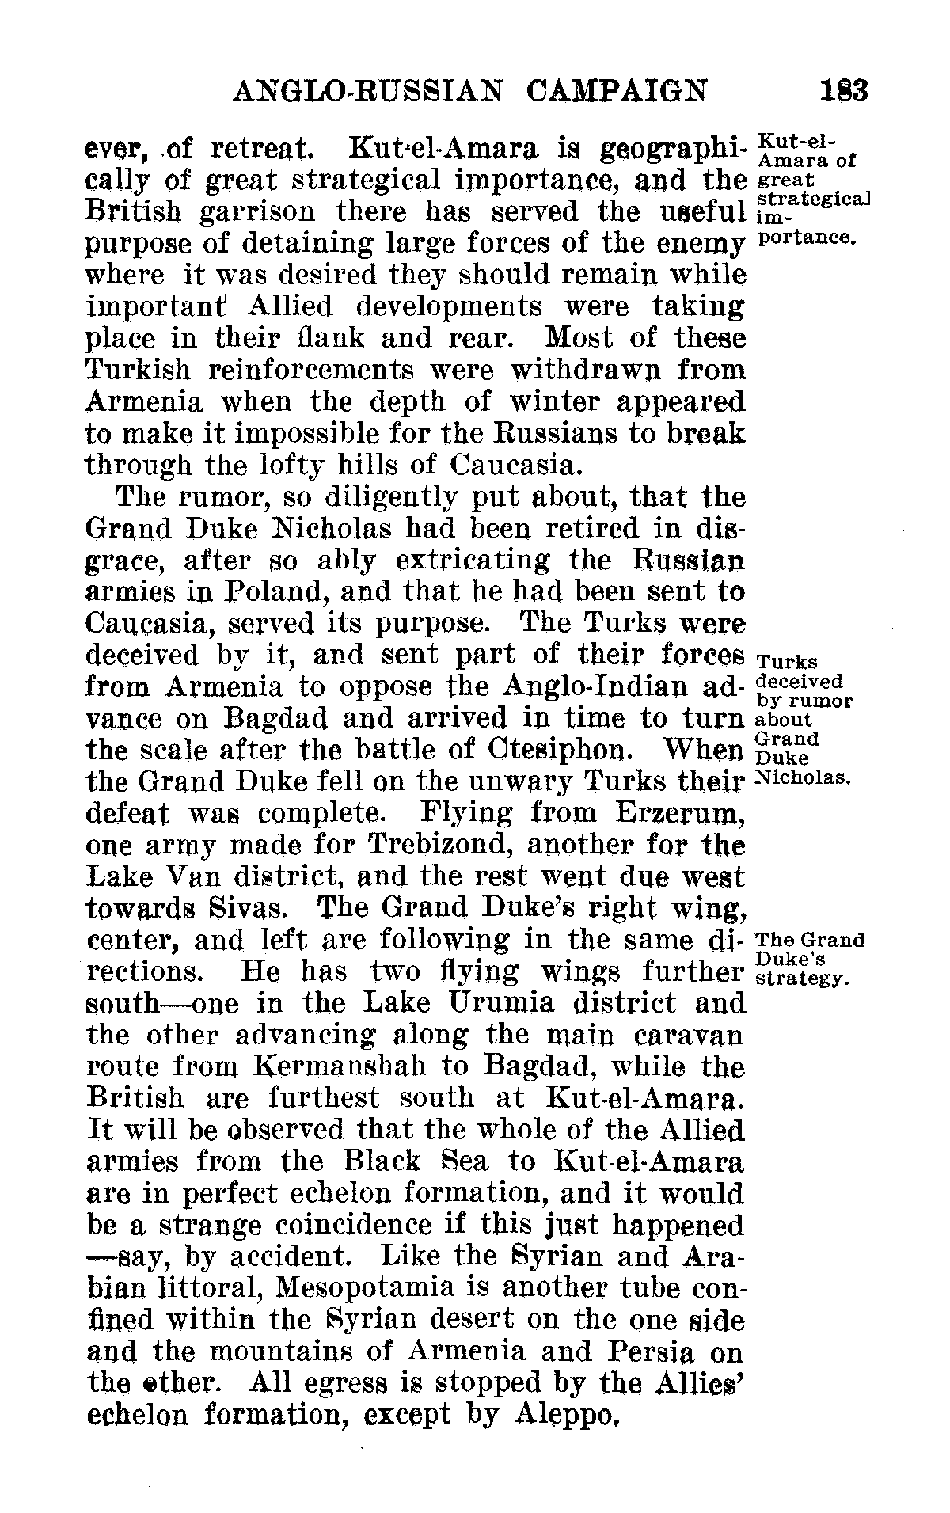 ANGLO-RUSSIAN CAMPAIGN 183
ever, of retreat. Kut-el-Amara is geographi-
cally of great strategical importance, and the
British garrison there has served the useful
purpose of detaining large forces of the enemy
where it was desired they should remain while
important Allied developments were taking
place in their flank and rear. Most of these
Turkish reinforcements were withdrawn from
Armenia when the depth of winter appeared
to make it impossible for the Russians to break
through the lofty hills of Caucasia.
Kut-el-
Amara of
great
strategical
im-
portance.
The rumor, so diligently put about, that the
Grand Duke Nicholas had been retired in dis-
grace, after so ably extricating the Russian
armies in Poland, and that he had been sent to
Caucasia, served its purpose. The Turks were
deceived by it, and sent part of their forces
from Armenia to oppose the Anglo-Indian ad-
vance on Bagdad and arrived in time to turn
the scale after the battle of Ctesiphon. When
the Grand Duke fell on the unwary Turks their
defeat was complete. Flying from Erzerum,
one army made for Trebizond, another for the
Lake Van district, and the rest went due west
towards Sivas. The Grand Duke's right wing,
center, and left are following in the same di-
rections. He has two flying wings further
south—one in the Lake Urumia district and
the other advancing along the main caravan
route from Kermanshah to Bagdad, while the
British are furthest south at Kut-el-Amara.
It will be observed that the whole of the Allied
armies from the Black Sea to Kut-el-Amara
are in perfect echelon formation, and it would
be a strange coincidence if this just happened
—say, by accident. Like the Syrian and Ara-
bian littoral, Mesopotamia is another tube con-
fined within the Syrian desert on the one side
and the mountains of Armenia and Persia on
the other. All egress is stopped by the Allies'
echelon formation, except by Aleppo.
Turks
deceived
by rumor
about
Grand
Duke
Nicholas.
The Grand
Duke's
strategy.